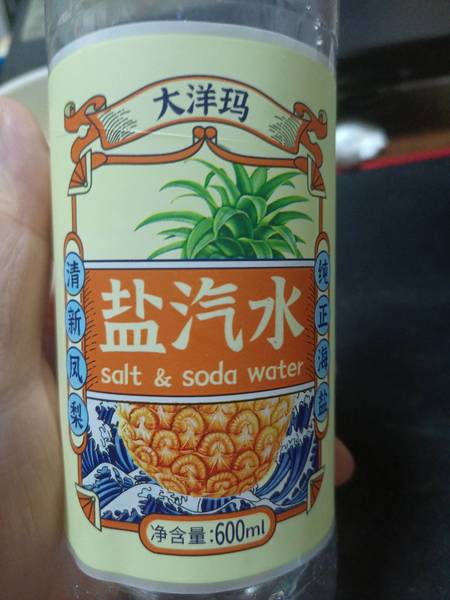 大洋玛
清新凤梨
纯正海盐
盐汽水
salt & soda water
净含量:600ml